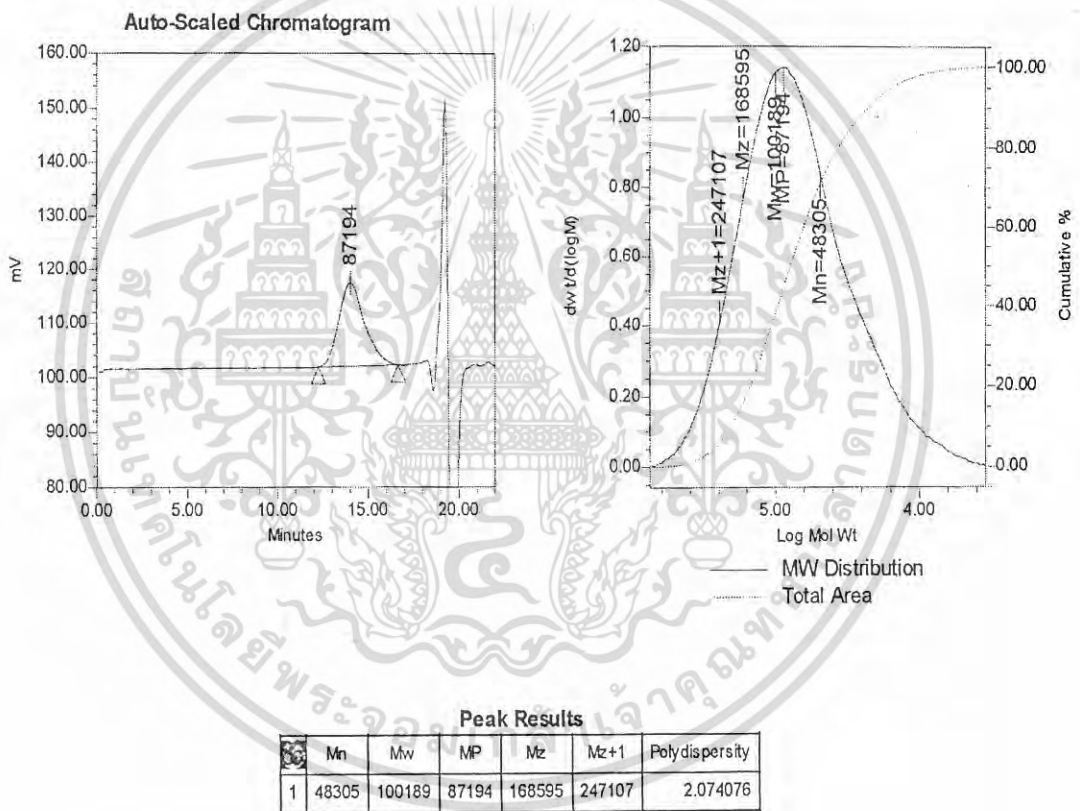 Auto-Scaled Chromatogram
160.00
150.00
140.00
130.00
120.00
110.00
100.00
90.00
80.00
mV
87194
0.00 5.00 10.00 15.00 20.00
Minutes
1.20
1.00
0.80
0.60
0.40
0.20
0.00
dw t/d(logM)
Mz+1=247107
Mz=168595
Mw=100189
MP=87194
Mn=48305
100.00
80.00
60.00
40.00
20.00
0.00
Cumulative %
5.00 4.00
Log Mol Wt
MW Distribution
Total Area
Peak Results
Mn Mw MP Mz Mz+1 Polydispersity
1 48305 100189 87194 168595 247107 2.074076